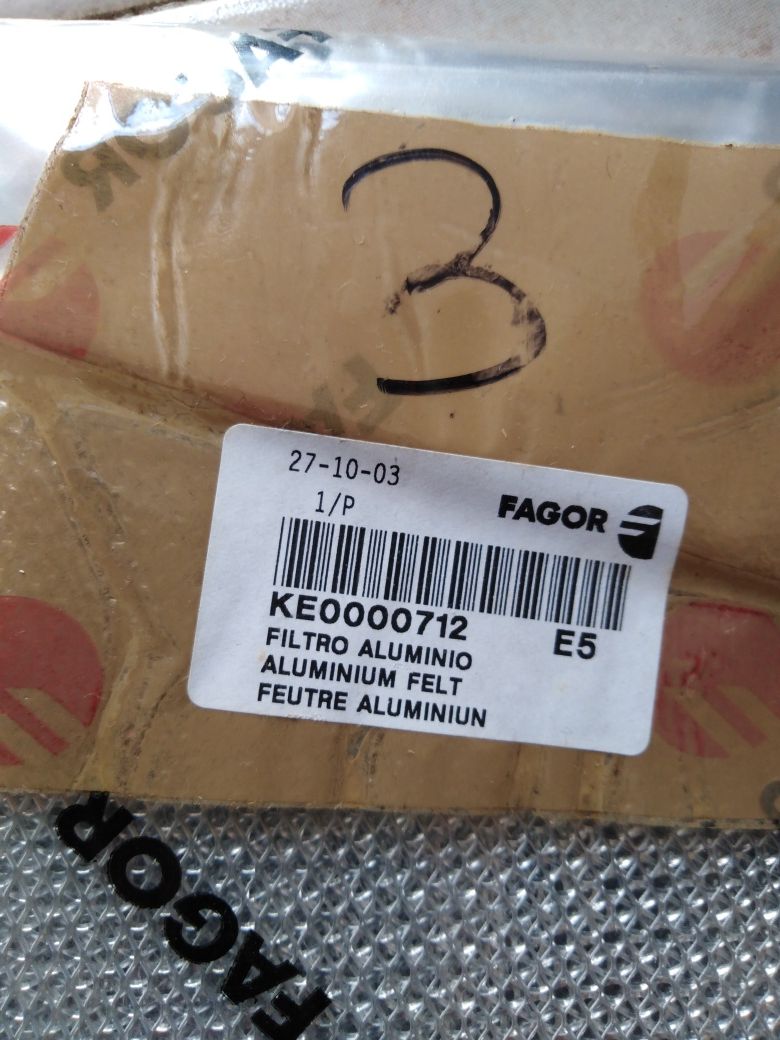 3
27-10-03
1/P
FAGOR
KE0000712
E5
FILTRO ALUMINIO
ALUMINIUM FELT
FEUTRE ALUMINIUN
FAGOR